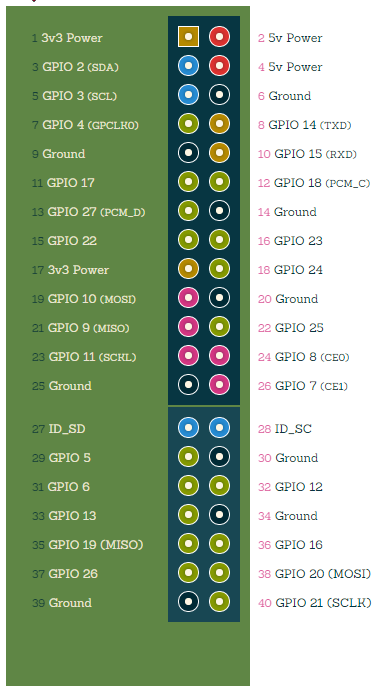 1 3v3 Power 2 5v Power
3 GPIO 2 (SDA) 4 5v Power
5 GPIO 3 (SCL) 6 Ground
7 GPIO 4 (GPCLK0) 8 GPIO 14 (TXD)
9 Ground 10 GPIO 15 (RXD)
11 GPIO 17 12 GPIO 18 (PCM_C)
13 GPIO 27 (PCM_D) 14 Ground
15 GPIO 22 16 GPIO 23
17 3v3 Power 18 GPIO 24
19 GPIO 10 (MOSI) 20 Ground
21 GPIO 9 (MISO) 22 GPIO 25
23 GPIO 11 (SCKL) 24 GPIO 8 (CE0)
25 Ground 26 GPIO 7 (CE1)
27 ID_SD 28 ID_SC
29 GPIO 5 30 Ground
31 GPIO 6 32 GPIO 12
33 GPIO 13 34 Ground
35 GPIO 19 (MISO) 36 GPIO 16
37 GPIO 26 38 GPIO 20 (MOSI)
39 Ground 40 GPIO 21 (SCLK)